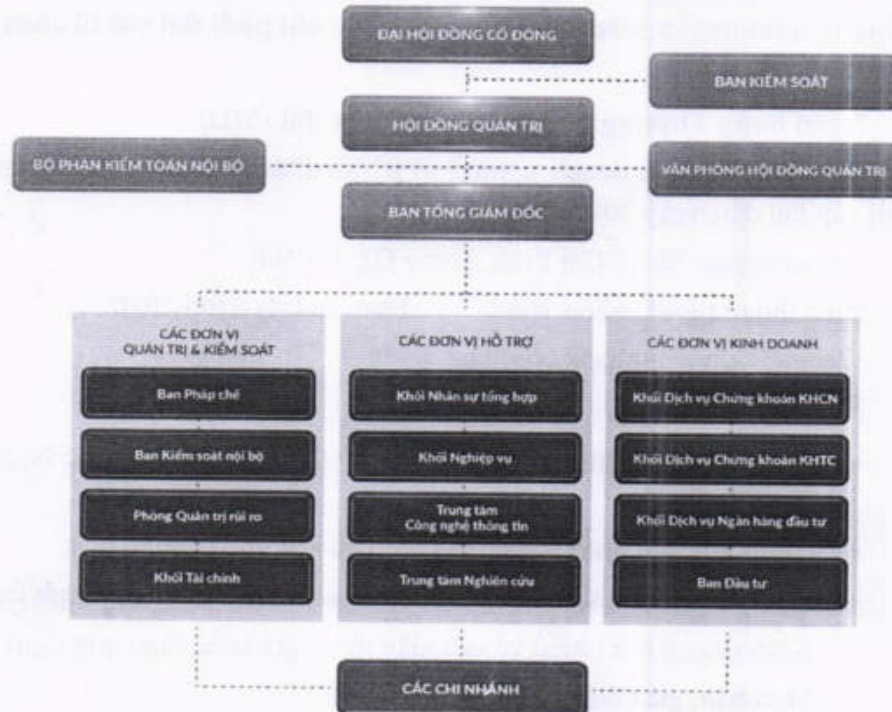 ĐẠI HỘI ĐỒNG CỔ ĐÔNG
BAN KIỂM SOÁT
HỘI ĐỒNG QUẢN TRỊ
BỘ PHẬN KIỂM TOÁN NỘI BỘ
VĂN PHÒNG HỘI ĐỒNG QUẢN TRỊ
BAN TỔNG GIÁM ĐỐC
CÁC ĐƠN VỊ
QUẢN TRỊ & KIỂM SOÁT
Ban Pháp chế
Ban Kiểm soát nội bộ
Phòng Quản trị rủi ro
Khối Tài chính
CÁC ĐƠN VỊ HỖ TRỢ
Khối Nhân sự tổng hợp
Khối Nghiệp vụ
Trung tâm
Công nghệ thông tin
Trung tâm Nghiên cứu
CÁC ĐƠN VỊ KINH DOANH
Khối Dịch vụ Chứng khoán KHCN
Khối Dịch vụ Chứng khoán KHTC
Khối Dịch vụ Ngân hàng đầu tư
Ban Đầu tư
CÁC CHI NHÁNH